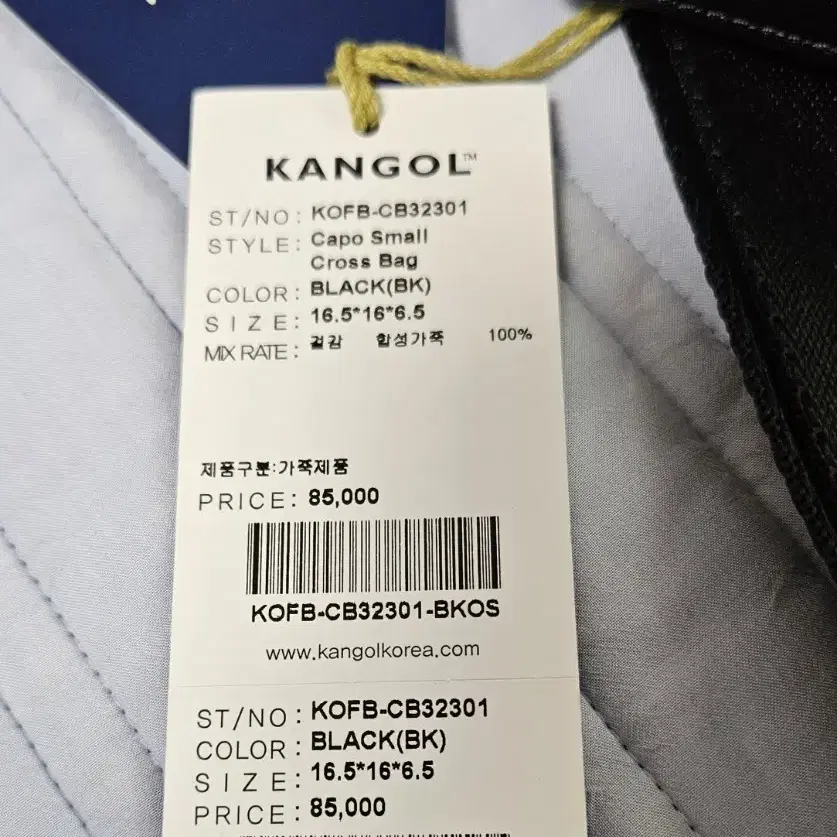 KANGOL™
ST/NO: KOFB-CB32301
STYLE: Capo Small
Cross Bag
COLOR: BLACK(BK)
SIZE: 16.5*16*6.5
MIX RATE: 겉감 합성가죽 100%
제품구분:가죽제품
PRICE: 85,000
KOFB-CB32301-BKOS
www.kangolkorea.com
ST/NO: KOFB-CB32301
COLOR: BLACK(BK)
SIZE: 16.5*16*6.5
PRICE: 85,000